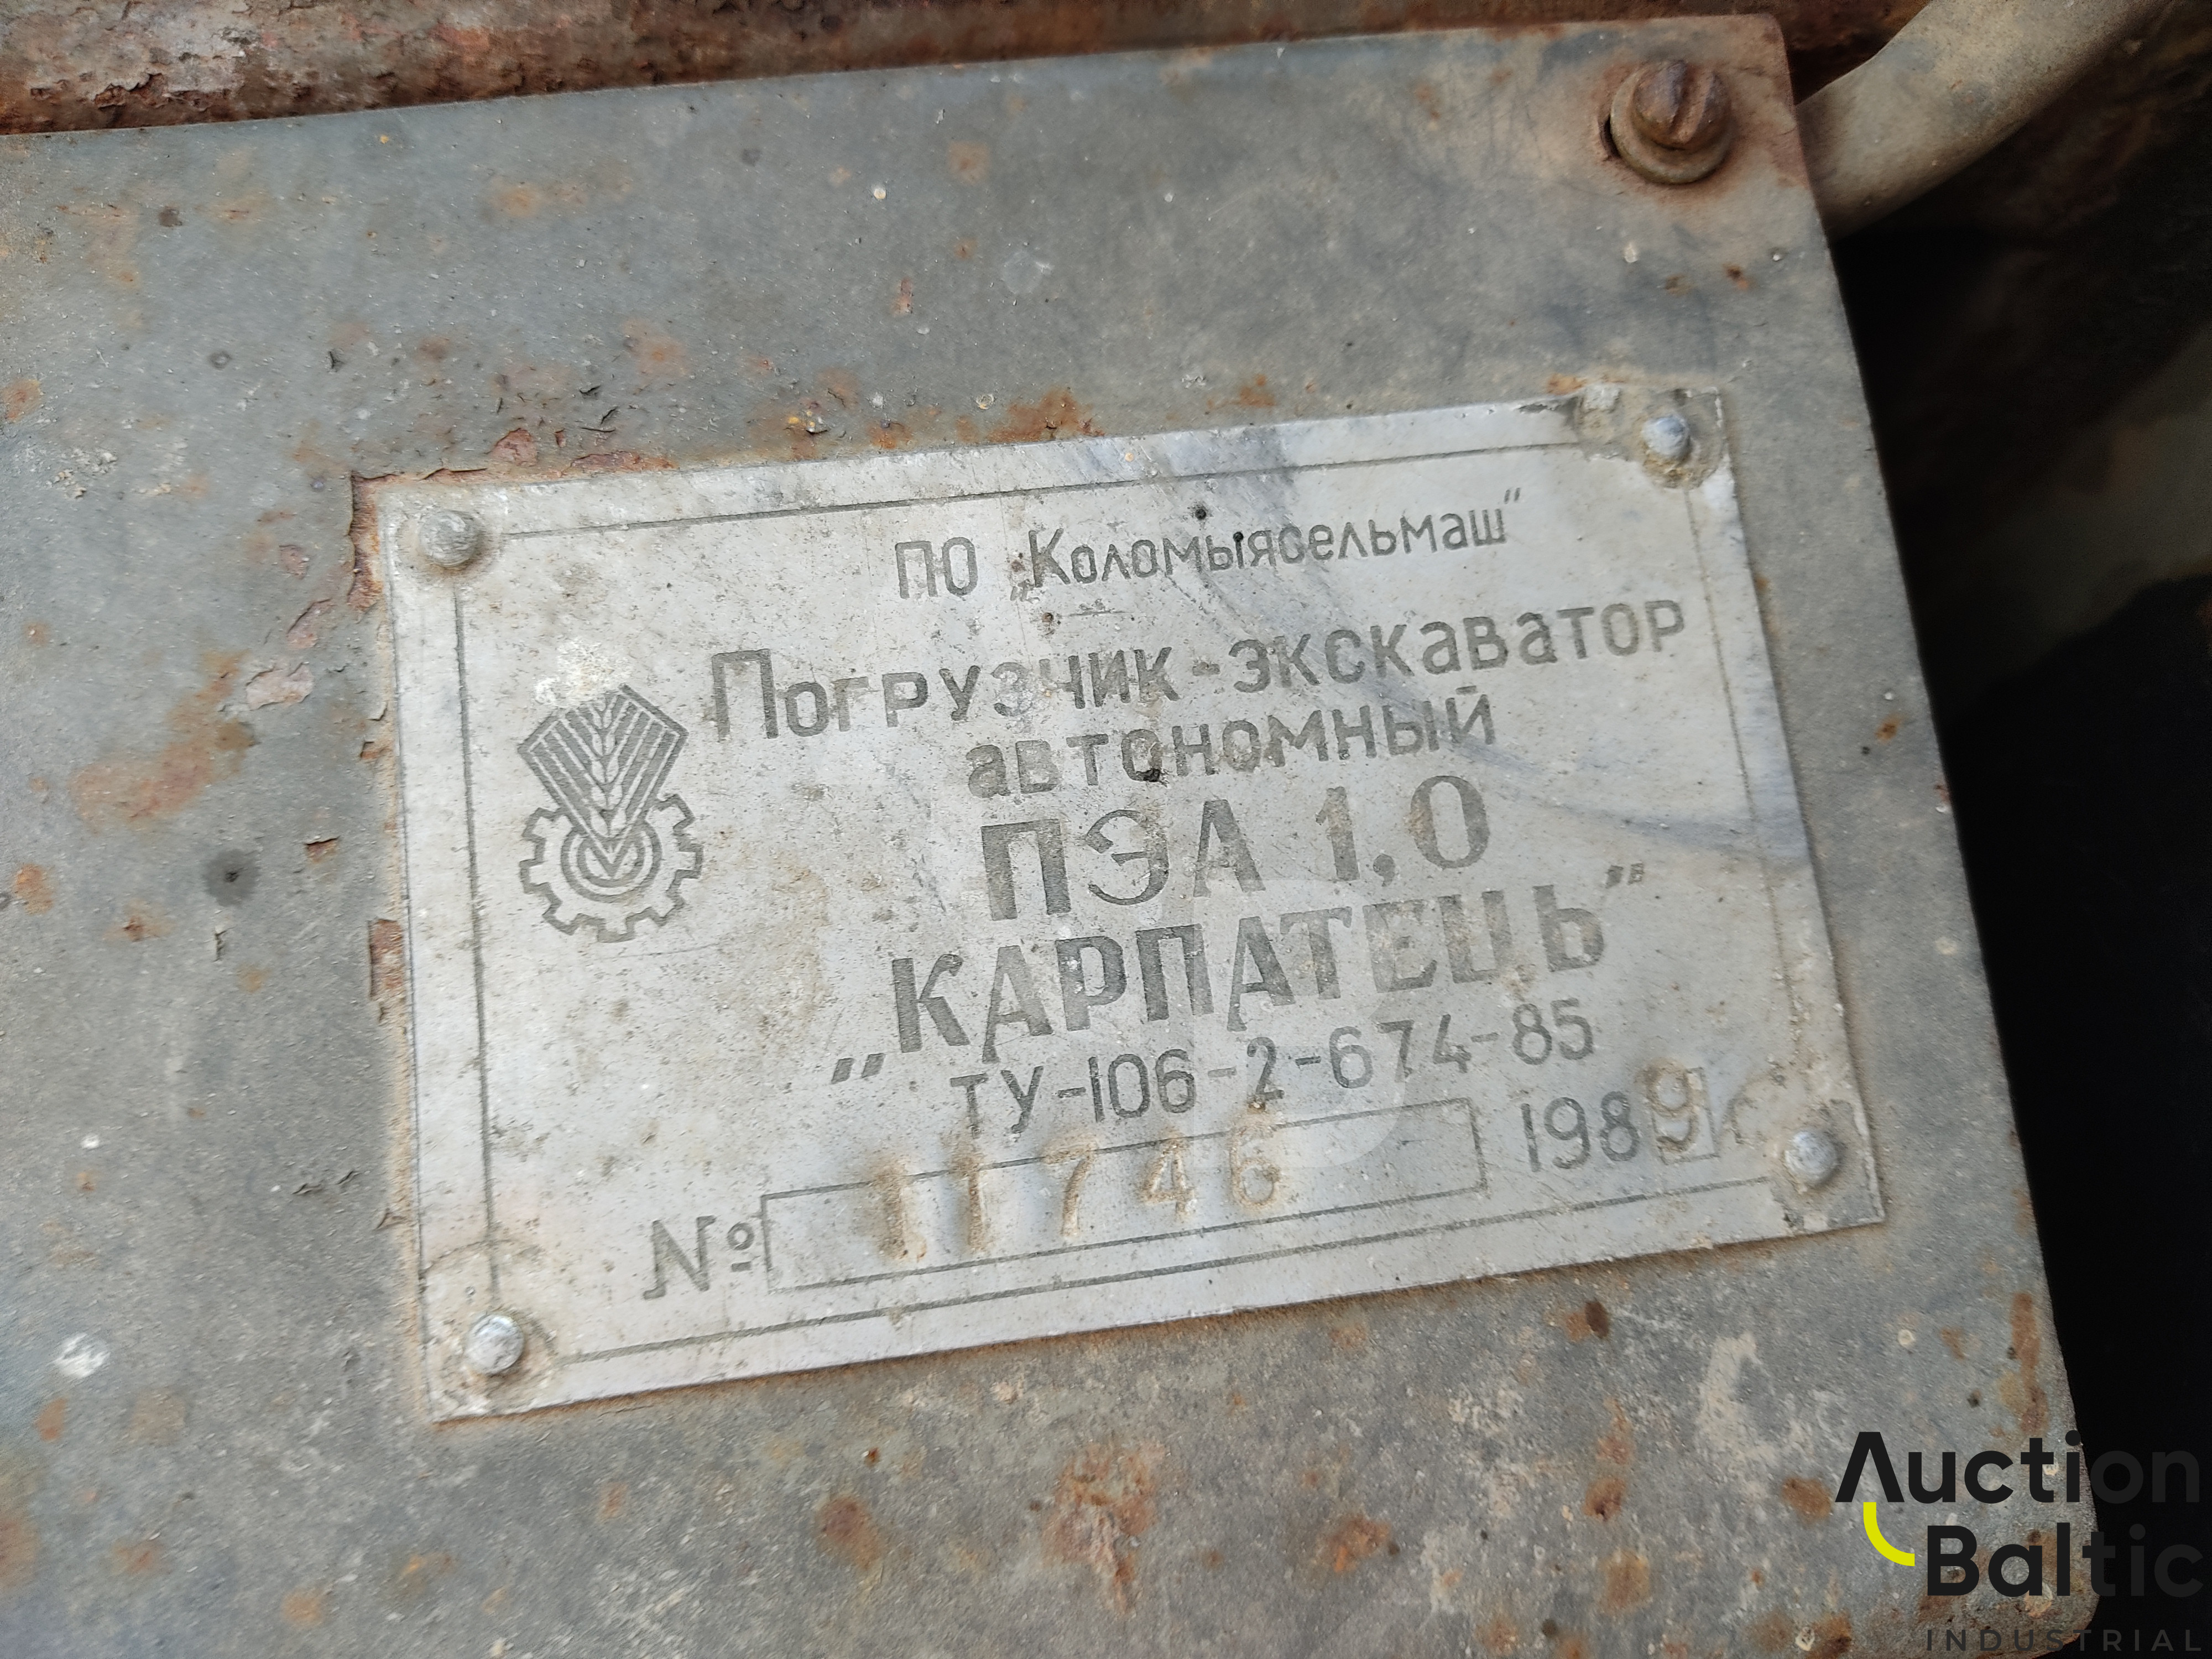 ПО „Коломыясельмаш“
Погрузчик-экскаватор
автономный
ПЭА 1,0
„КАРПАТЕЦЬ“
ТУ-106-2-674-85
№ 11746 1989г
Auction
Baltic
INDUSTRIAL